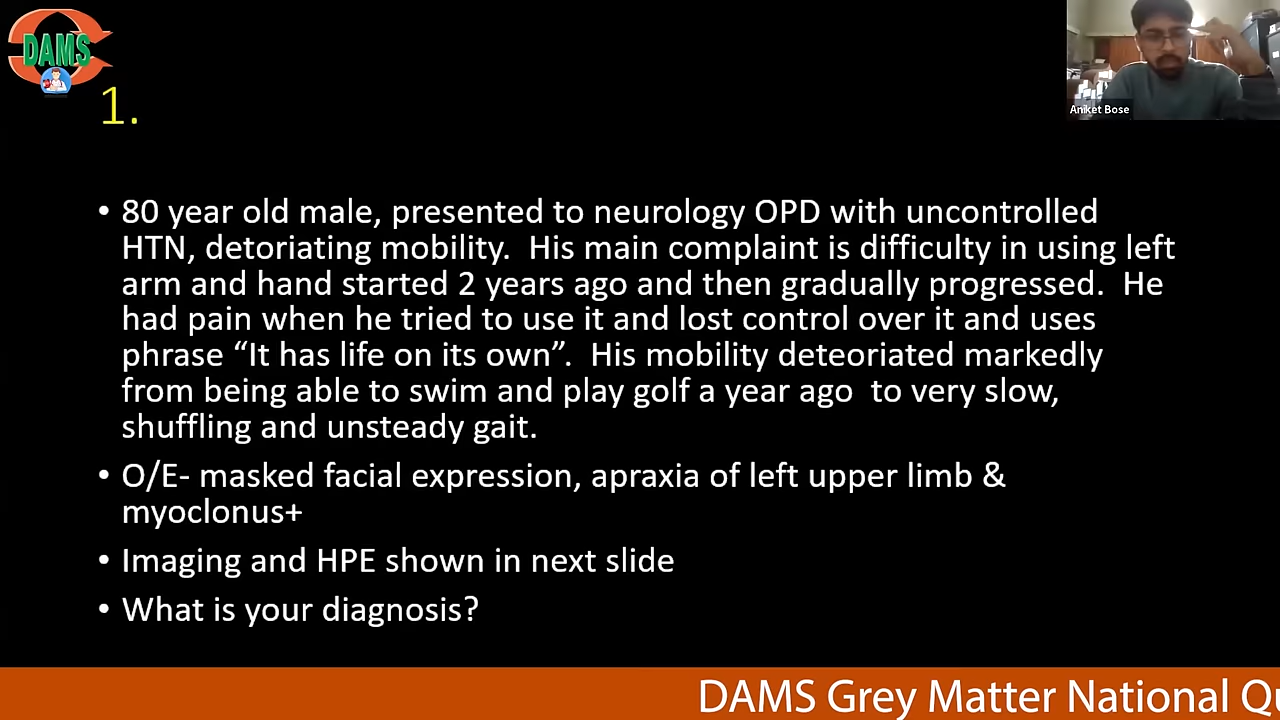 DAMS
Aniket Bose
1.
• 80 year old male, presented to neurology OPD with uncontrolled
HTN, detoriating mobility. His main complaint is difficulty in using left
arm and hand started 2 years ago and then gradually progressed. He
had pain when he tried to use it and lost control over it and uses
phrase “It has life on its own”. His mobility deteoriated markedly
from being able to swim and play golf a year ago to very slow,
shuffling and unsteady gait.
• O/E- masked facial expression, apraxia of left upper limb &
myoclonus+
• Imaging and HPE shown in next slide
• What is your diagnosis?
DAMS Grey Matter National Qu